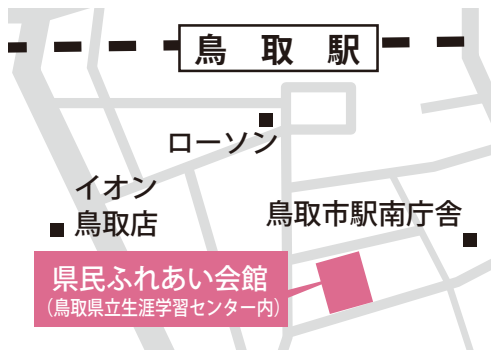 鳥取駅
ローソン
イオン
鳥取店
鳥取市駅南庁舎
県民ふれあい会館
(鳥取県立生涯学習センター内)